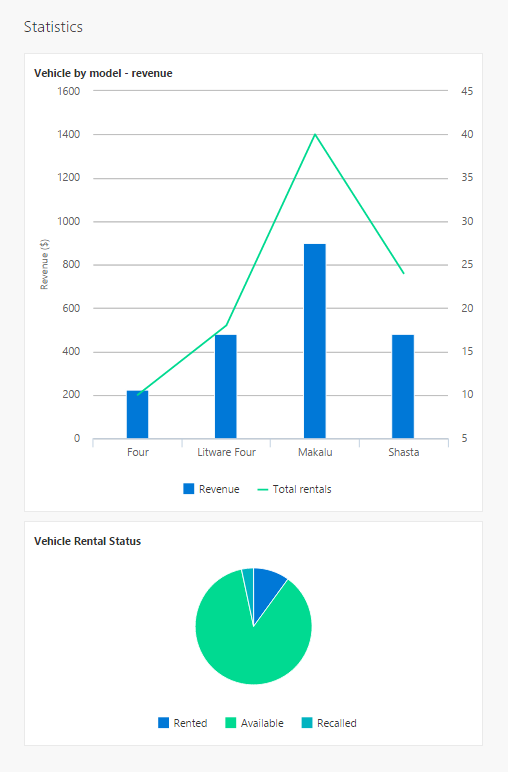 Statistics
Vehicle by model - revenue
1600 45
1400 40
1200 35
1000 30
Revenue ($)
800 25
600 20
400 15
200 10
0 5
Four Litware Four Makalu Shasta
Revenue Total rentals
Vehicle Rental Status
Rented Available Recalled